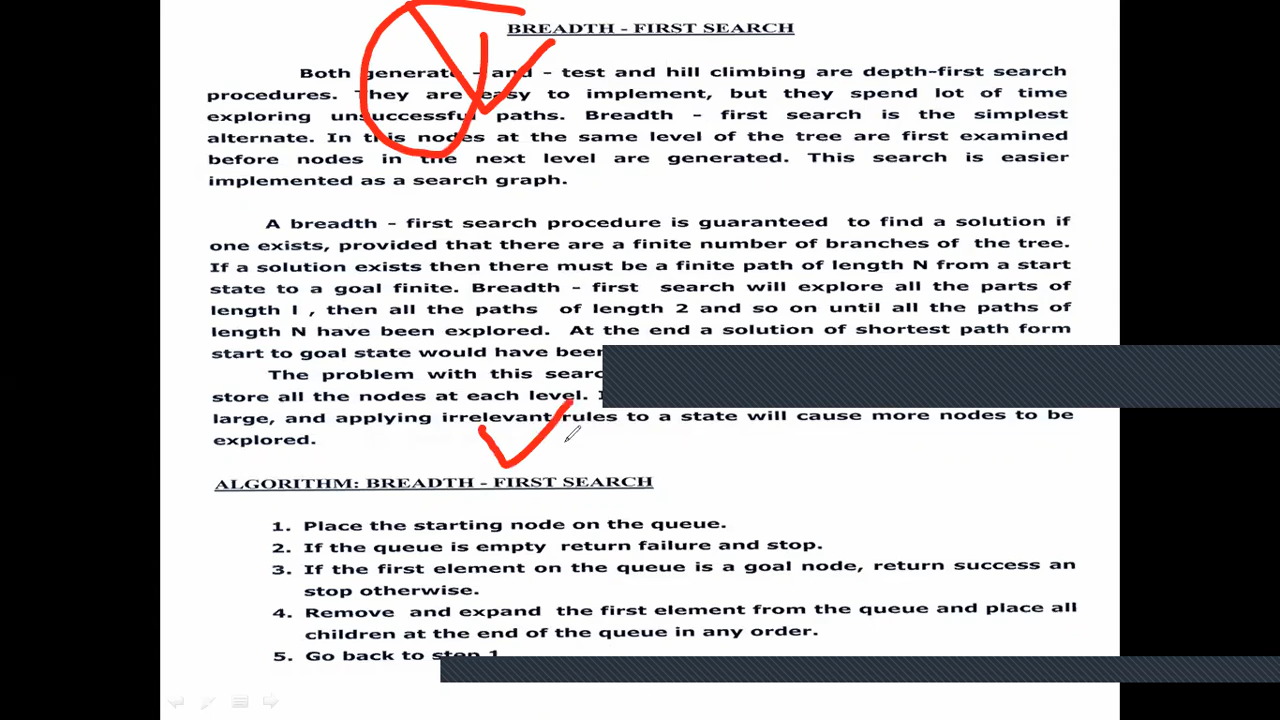 BREADTH - FIRST SEARCH
Both generate - and - test and hill climbing are depth-first search
procedures. They are easy to implement, but they spend lot of time
exploring unsuccessful paths. Breadth - first search is the simplest
alternate. In this nodes at the same level of the tree are first examined
before nodes in the next level are generated. This search is easier
implemented as a search graph.
A breadth - first search procedure is guaranteed to find a solution if
one exists, provided that there are a finite number of branches of the tree.
If a solution exists then there must be a finite path of length N from a start
state to a goal finite. Breadth - first search will explore all the parts of
length l , then all the paths of length 2 and so on until all the paths of
length N have been explored. At the end a solution of shortest path form
start to goal state would have been
The problem with this searc
store all the nodes at each level.
large, and applying irrelevant rules to a state will cause more nodes to be
explored.
ALGORITHM: BREADTH - FIRST SEARCH
1. Place the starting node on the queue.
2. If the queue is empty return failure and stop.
3. If the first element on the queue is a goal node, return success an
stop otherwise.
4. Remove and expand the first element from the queue and place all
children at the end of the queue in any order.
5. Go back to step 1